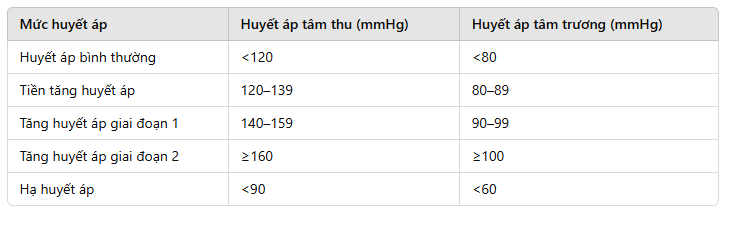 Mức huyết áp Huyết áp tâm thu (mmHg) Huyết áp tâm trương (mmHg)
Huyết áp bình thường <120 <80
Tiền tăng huyết áp 120–139 80–89
Tăng huyết áp giai đoạn 1 140–159 90–99
Tăng huyết áp giai đoạn 2 ≥160 ≥100
Hạ huyết áp <90 <60